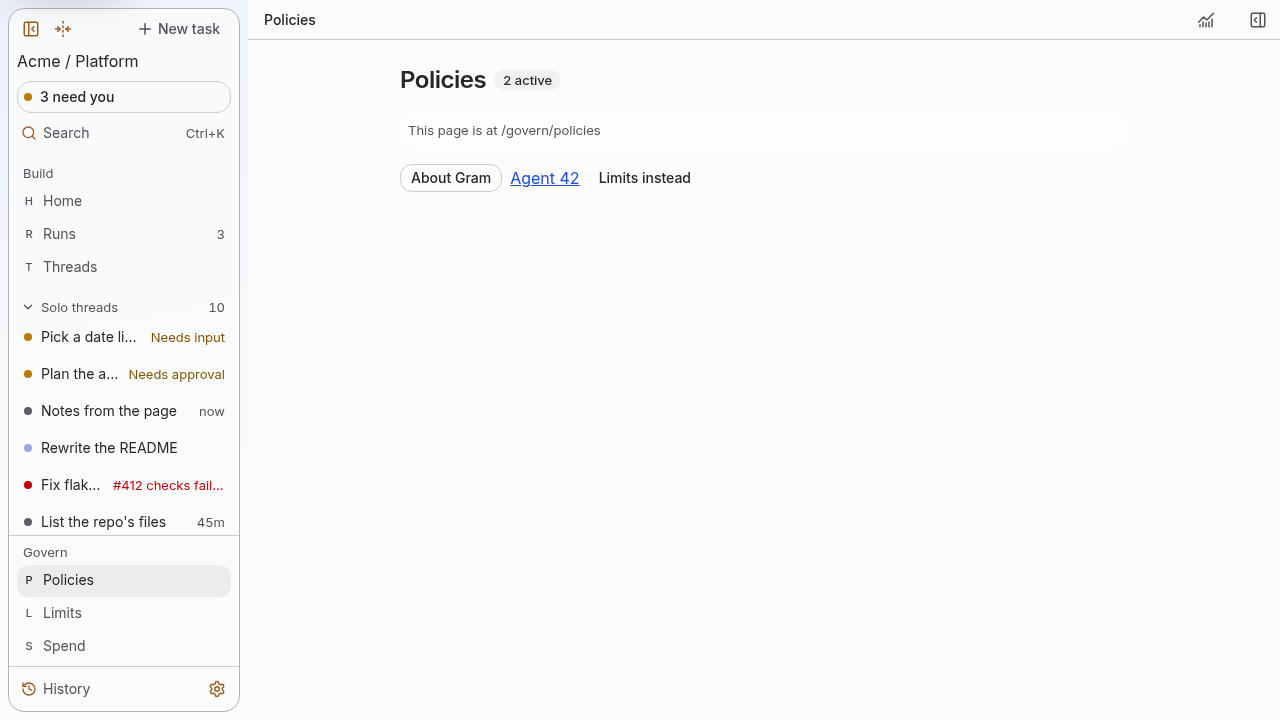 New task
Acme / Platform
3 need you
Search Ctrl+K
Build
H Home
R Runs 3
T Threads
Solo threads 10
Pick a date li... Needs input
Plan the a... Needs approval
Notes from the page now
Rewrite the README
Fix flak... #412 checks fail...
List the repo's files 45m
Govern
P Policies
L Limits
S Spend
History
Policies
Policies 2 active
This page is at /govern/policies
About Gram Agent 42 Limits instead